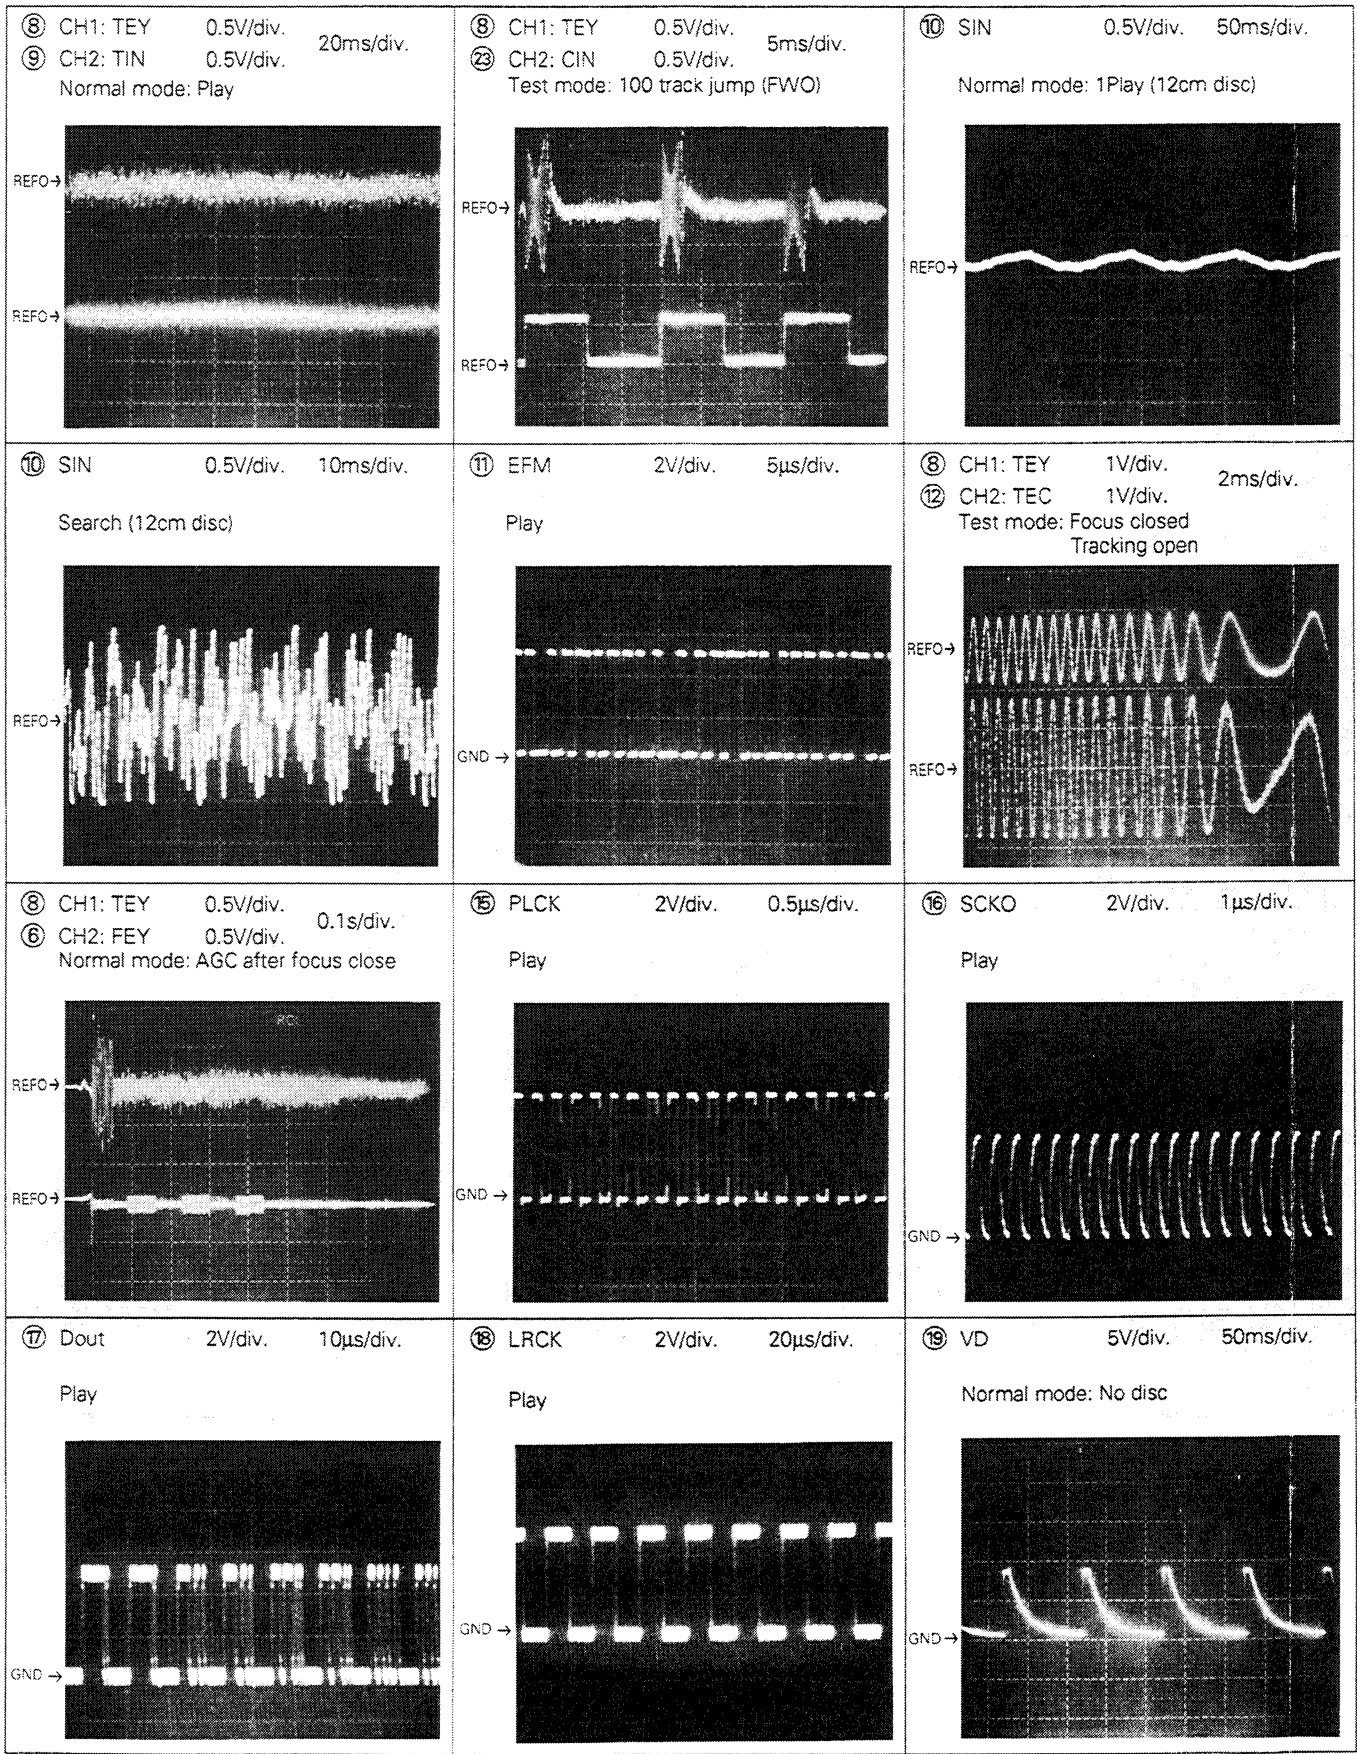 ⑧ CH1: TEY 0.5V/div. 20ms/div.
⑨ CH2: TIN 0.5V/div.
Normal mode: Play
REFO→
REFO→
⑧ CH1: TEY 0.5V/div. 5ms/div.
㉓ CH2: CIN 0.5V/div.
Test mode: 100 track jump (FWO)
REFO→
REFO→
⑩ SIN 0.5V/div. 50ms/div.
Normal mode: 1Play (12cm disc)
REFO→
⑩ SIN 0.5V/div. 10ms/div.
Search (12cm disc)
REFO→
⑪ EFM 2V/div. 5µs/div.
Play
GND →
⑧ CH1: TEY 1V/div. 2ms/div.
⑫ CH2: TEC 1V/div.
Test mode: Focus closed
Tracking open
REFO→
REFO→
⑧ CH1: TEY 0.5V/div. 0.1s/div.
⑥ CH2: FEY 0.5V/div.
Normal mode: AGC after focus close
REFO→
REFO→
⑮ PLCK 2V/div. 0.5µs/div.
Play
GND →
⑯ SCKO 2V/div. 1µs/div.
Play
GND →
⑰ Dout 2V/div. 10µs/div.
Play
GND →
⑱ LRCK 2V/div. 20µs/div.
Play
GND →
⑲ VD 5V/div. 50ms/div.
Normal mode: No disc
GND→